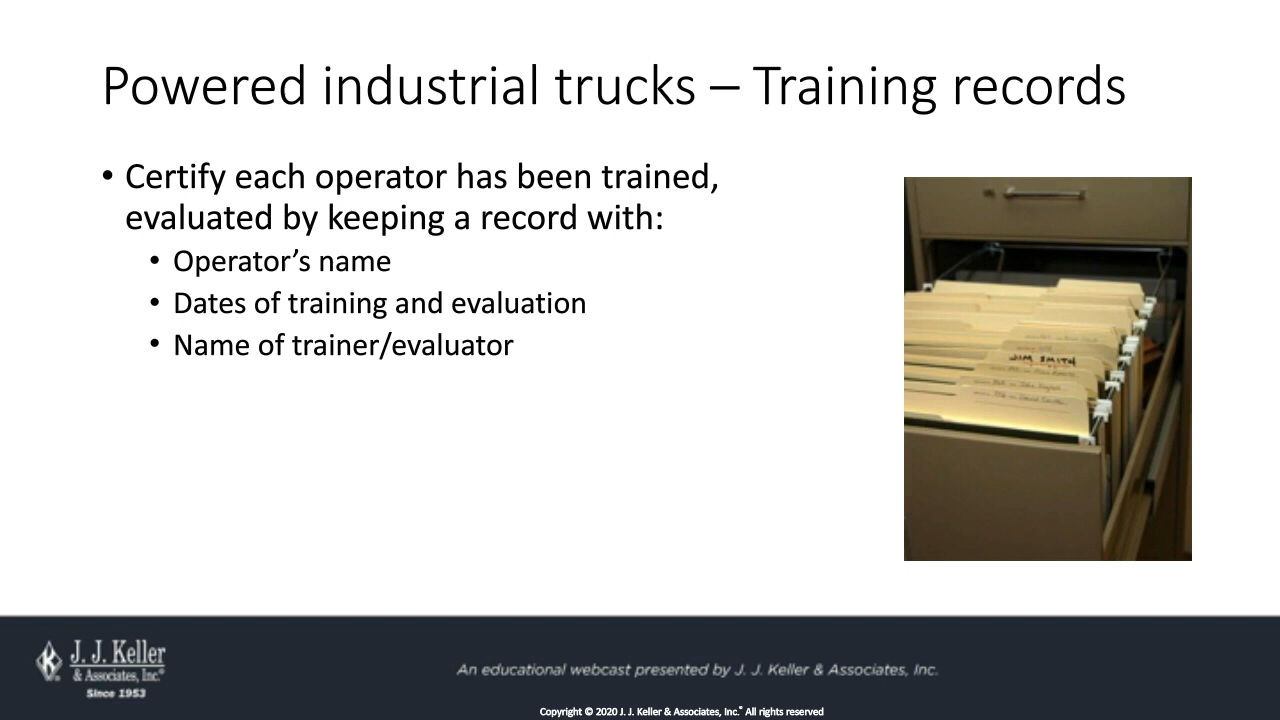 Powered industrial trucks – Training records
• Certify each operator has been trained,
evaluated by keeping a record with:
• Operator’s name
• Dates of training and evaluation
• Name of trainer/evaluator
JIM SMITH
J. J. Keller
& Associates, Inc.®
Since 1953
An educational webcast presented by J. J. Keller & Associates, Inc.
Copyright © 2020 J. J. Keller & Associates, Inc.® All rights reserved